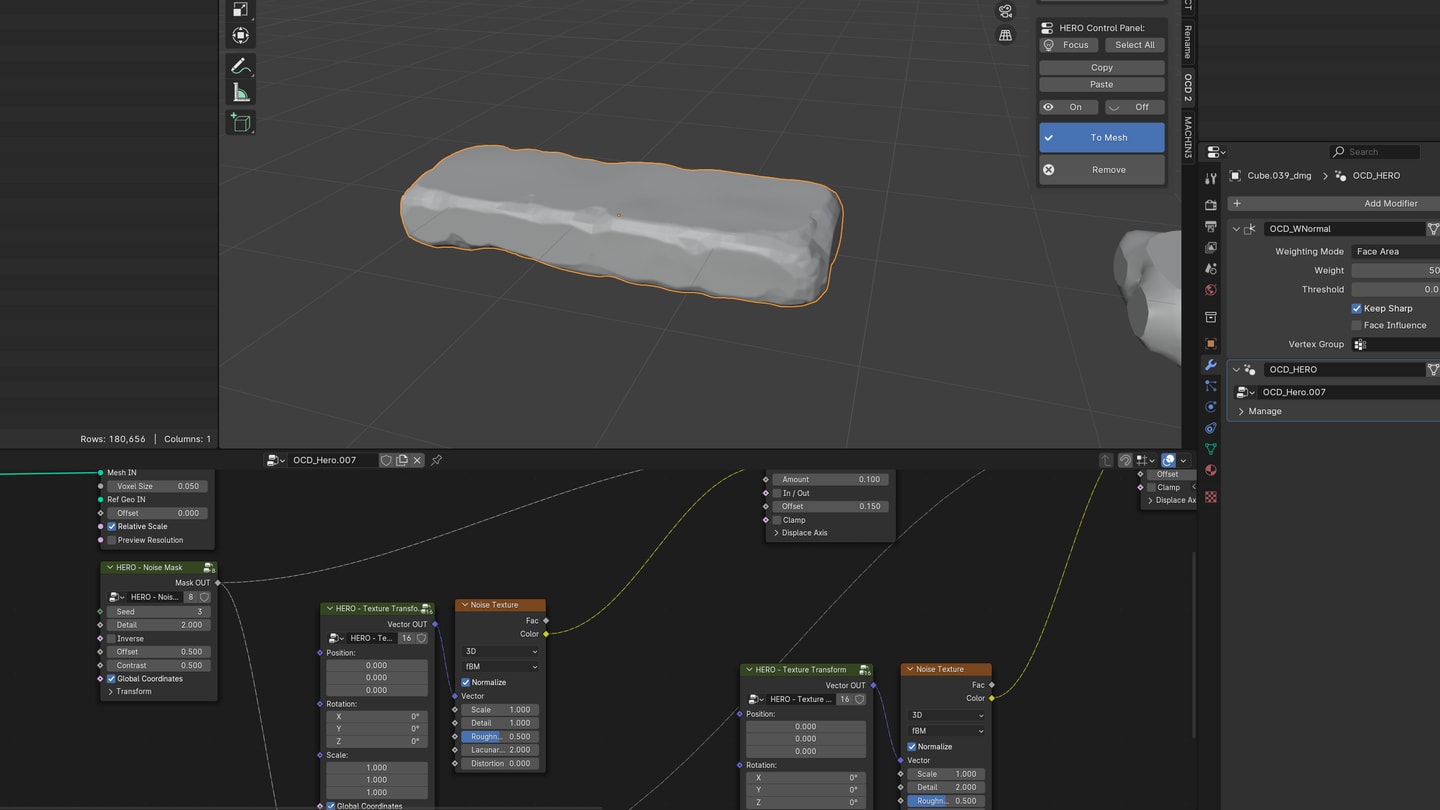 CT
Rename
OCD 2
MACHIN3
HERO Control Panel:
Focus
Select All
Copy
Paste
On
Off
To Mesh
Remove
Search
Cube.039_dmg
OCD_HERO
Add Modifier
OCD_WNormal
Weighting Mode
Face Area
Weight
50
Threshold
0.0
Keep Sharp
Face Influence
Vertex Group
OCD_HERO
OCD_Hero.007
Manage
Rows: 180,656 | Columns: 1
OCD_Hero.007
Mesh IN
Voxel Size 0.050
Ref Geo IN
Offset 0.000
Relative Scale
Preview Resolution
HERO - Noise Mask
8
Mask OUT
HERO - Nois... 8
Seed 3
Detail 2.000
Inverse
Offset 0.500
Contrast 0.500
Global Coordinates
Transform
HERO - Texture Transfo..
16
Vector OUT
HERO - Te... 16
Position:
0.000
0.000
0.000
Rotation:
X 0°
Y 0°
Z 0°
Scale:
1.000
1.000
1.000
Global Coordinates
Noise Texture
Fac
Color
3D
fBM
Normalize
Vector
Scale 1.000
Detail 1.000
Roughn... 0.500
Lacunar... 2.000
Distortion 0.000
Amount 0.100
In / Out
Offset 0.150
Clamp
Displace Axis
HERO - Texture Transform
16
Vector OUT
HERO - Texture ... 16
Position:
0.000
0.000
0.000
Rotation:
X 0°
Y 0°
Z 0°
Noise Texture
Fac
Color
3D
fBM
Normalize
Vector
Scale 1.000
Detail 2.000
Roughn... 0.500
Offset
Clamp
Displace Ax